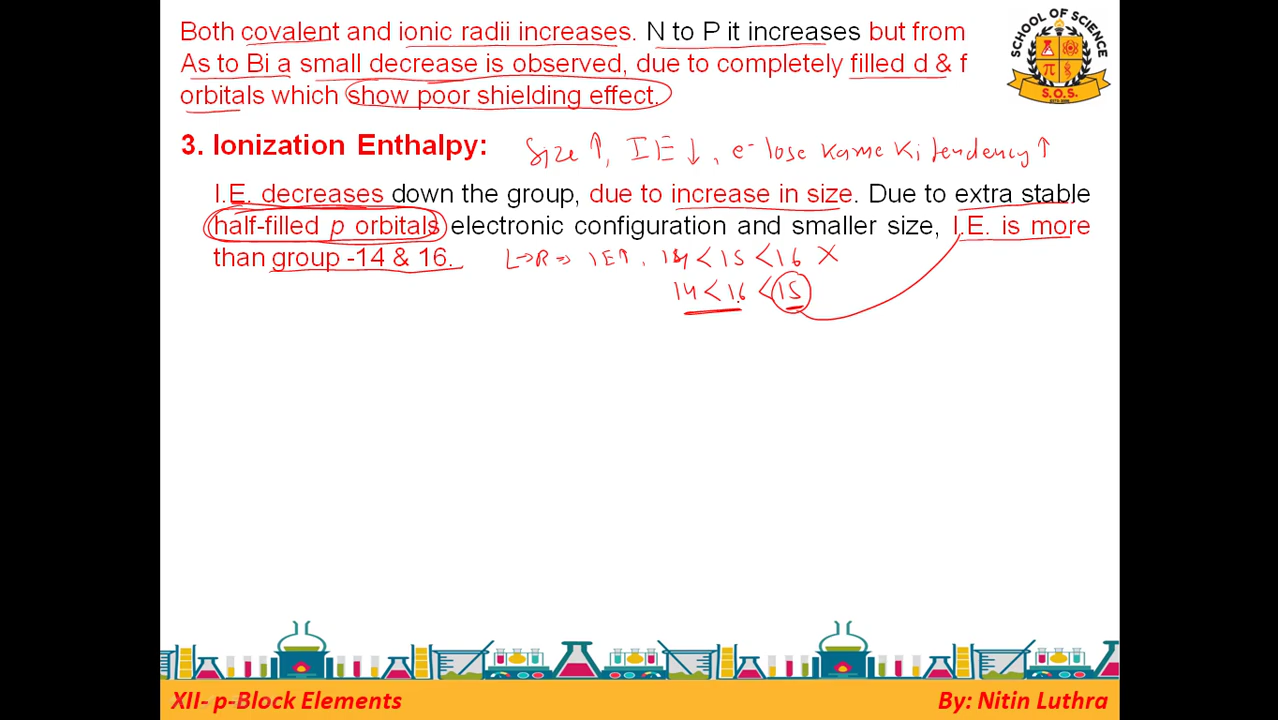 Both covalent and ionic radii increases. N to P it increases but from
As to Bi a small decrease is observed, due to completely filled d & f
orbitals which show poor shielding effect.
SCHOOL OF SCIENCE
π
S.O.S.
3. Ionization Enthalpy:
Size ↑, IE ↓, e⁻ lose karne ki tendency ↑
I.E. decreases down the group, due to increase in size. Due to extra stable
half-filled p orbitals electronic configuration and smaller size, I.E. is more
than group -14 & 16.
L→R ⇒ IE↑, 14 < 15 < 16 X
14 < 16 < 15
XII- p-Block Elements
By: Nitin Luthra